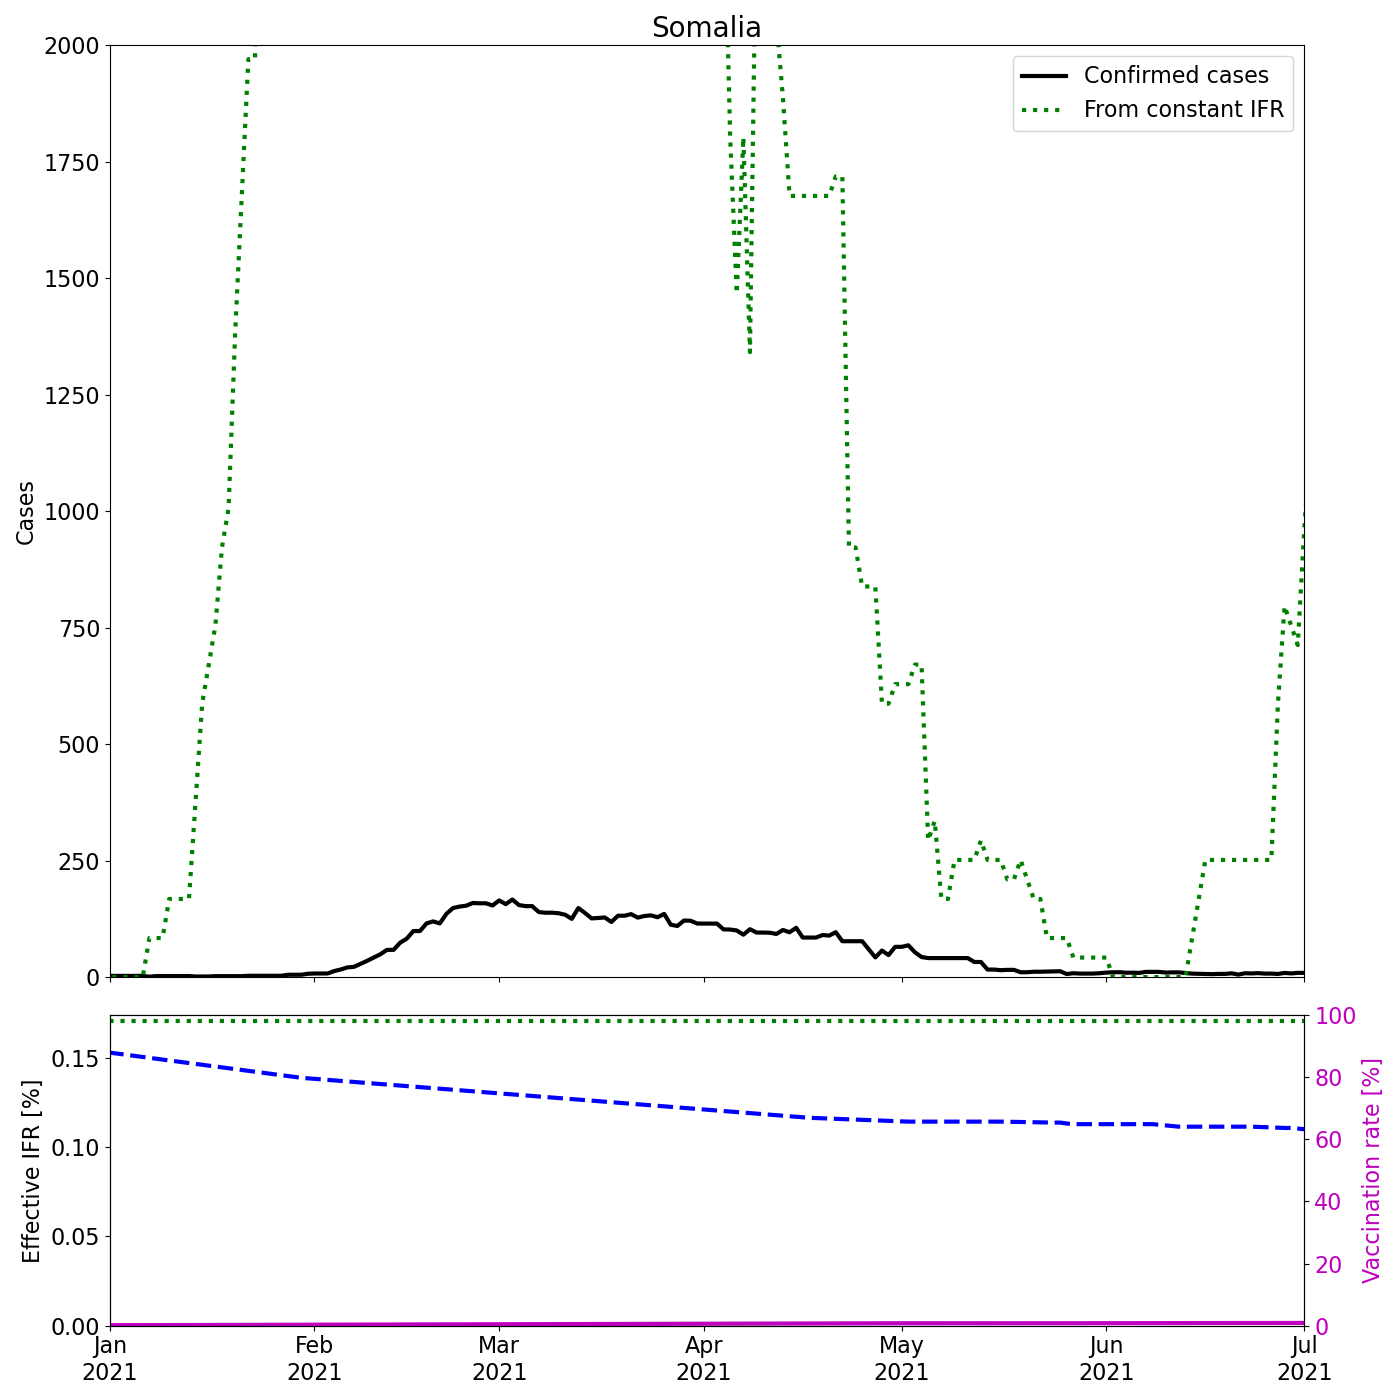 Somalia
2000
1750
1500
1250
1000
750
500
250
0
Cases
Confirmed cases
From constant IFR
0.15
0.10
0.05
0.00
Effective IFR [%]
100
80
60
40
20
0
Vaccination rate [%]
Jan Feb Mar Apr May Jun Jul
2021 2021 2021 2021 2021 2021 2021